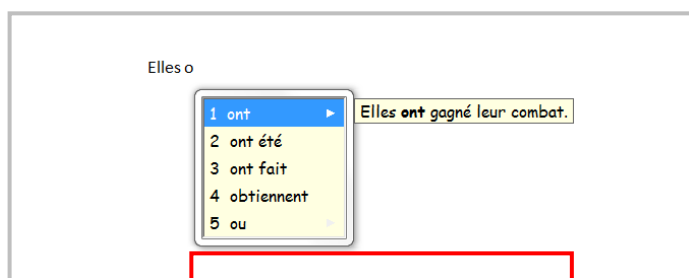 Elles o
1 ont Elles ont gagné leur combat.
2 ont été
3 ont fait
4 obtiennent
5 ou